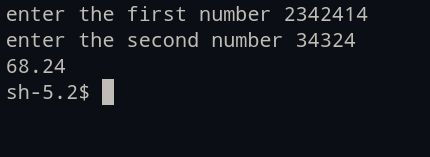 enter the first number 2342414
enter the second number 34324
68.24
sh-5.2$